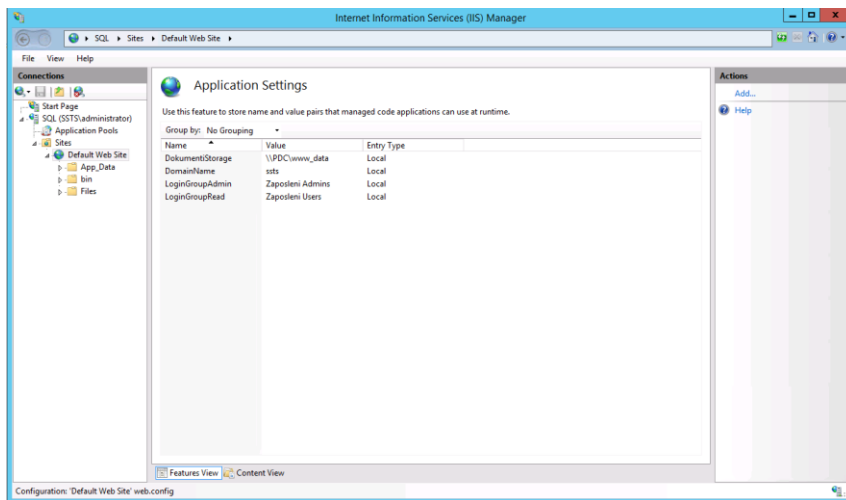 Internet Information Services (IIS) Manager
SQL Sites Default Web Site
File View Help
Connections
Start Page
SQL (SSTS\administrator)
Application Pools
Sites
Default Web Site
App_Data
bin
Files
Application Settings
Use this feature to store name and value pairs that managed code applications can use at runtime.
Group by: No Grouping
Name Value Entry Type
DokumentiStorage \\PDC\www_data Local
DomainName ssts Local
LoginGroupAdmin Zaposleni Admins Local
LoginGroupRead Zaposleni Users Local
Features View Content View
Actions
Add...
Help
Configuration: 'Default Web Site' web.config